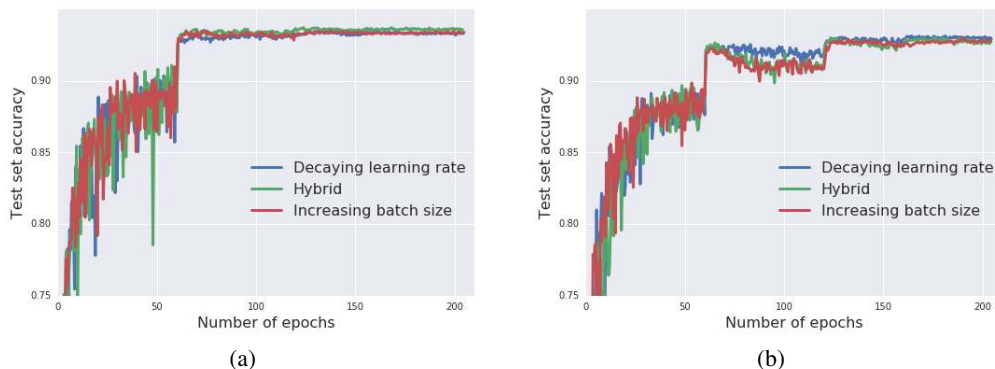 0.90
0.85
0.80
0.75
Test set accuracy
Decaying learning rate
Hybrid
Increasing batch size
0 50 100 150 200
Number of epochs
(a)
0.90
0.85
0.80
0.75
Test set accuracy
Decaying learning rate
Hybrid
Increasing batch size
0 50 100 150 200
Number of epochs
(b)